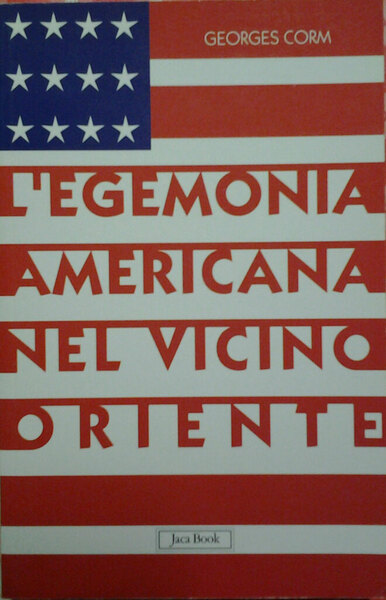 GEORGES CORM
L'EGEMONIA
AMERICANA
NEL VICINO
ORIENTE
Jaca Book